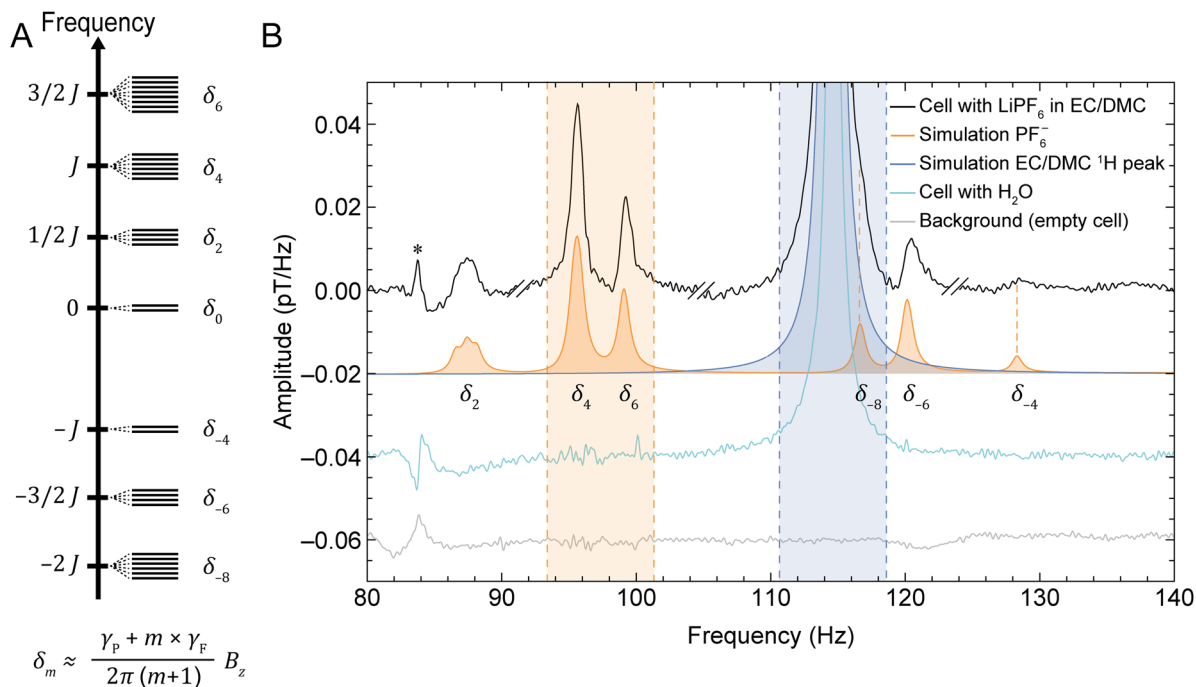 A
Frequency
3/2 J
δ6
J
δ4
1/2 J
δ2
0
δ0
− J
δ−4
−3/2 J
δ−6
−2 J
δ−8
δm ≈ γP + m × γF / 2π (m+1) Bz
B
Amplitude (pT/Hz)
0.04
0.02
0.00
−0.02
−0.04
−0.06
Cell with LiPF6 in EC/DMC
Simulation PF6−
Simulation EC/DMC 1H peak
Cell with H2O
Background (empty cell)
*
δ2
δ4
δ6
δ−8
δ−6
δ−4
80
90
100
110
120
130
140
Frequency (Hz)